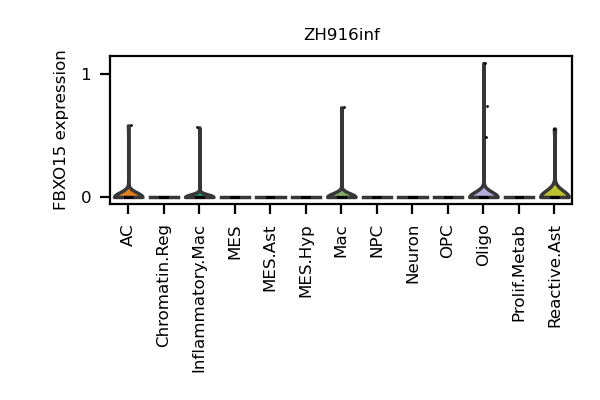 ZH916inf
FBXO15 expression
1
0
AC
Chromatin.Reg
Inflammatory.Mac
MES
MES.Ast
MES.Hyp
Mac
NPC
Neuron
OPC
Oligo
Prolif.Metab
Reactive.Ast